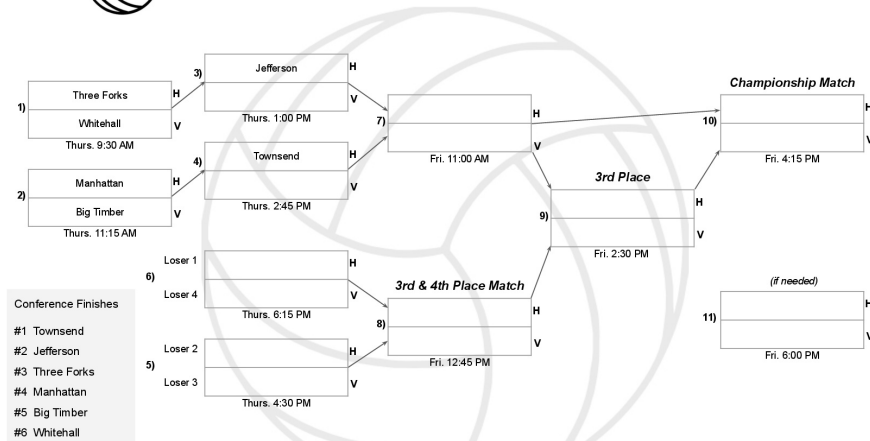 Championship Match
3) Jefferson H
V
Thurs. 1:00 PM
1) Three Forks H
Whitehall V
Thurs. 9:30 AM
7) H
V
Fri. 11:00 AM
10) H
V
Fri. 4:15 PM
4) Townsend H
V
Thurs. 2:45 PM
2) Manhattan H
Big Timber V
Thurs. 11:15 AM
3rd Place
9) H
V
Fri. 2:30 PM
6) Loser 1 H
Loser 4 V
Thurs. 6:15 PM
3rd & 4th Place Match
8) H
V
Fri. 12:45 PM
(if needed)
11) H
V
Fri. 6:00 PM
5) Loser 2 H
Loser 3 V
Thurs. 4:30 PM
Conference Finishes
#1 Townsend
#2 Jefferson
#3 Three Forks
#4 Manhattan
#5 Big Timber
#6 Whitehall